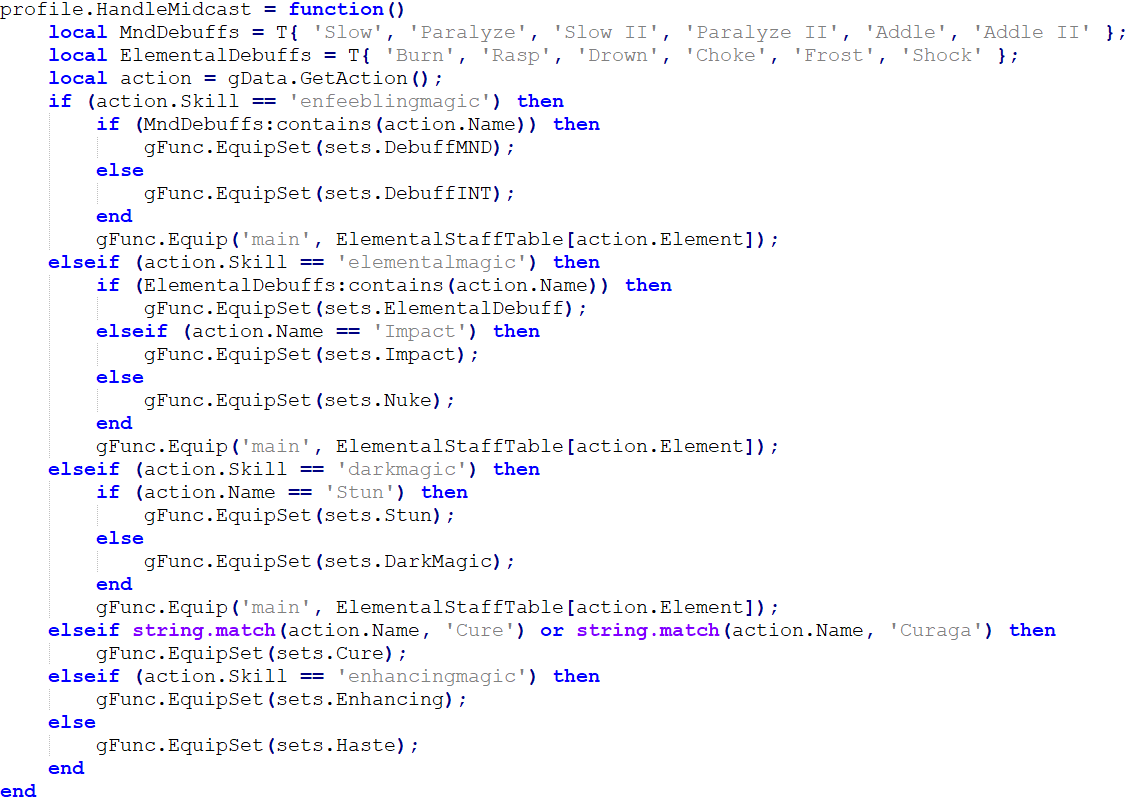 profile.HandleMidcast = function()
    local MndDebuffs = T{ 'Slow', 'Paralyze', 'Slow II', 'Paralyze II', 'Addle', 'Addle II' };
    local ElementalDebuffs = T{ 'Burn', 'Rasp', 'Drown', 'Choke', 'Frost', 'Shock' };
    local action = gData.GetAction();
    if (action.Skill == 'enfeeblingmagic') then
        if (MndDebuffs:contains(action.Name)) then
            gFunc.EquipSet(sets.DebuffMND);
        else
            gFunc.EquipSet(sets.DebuffINT);
        end
        gFunc.Equip('main', ElementalStaffTable[action.Element]);
    elseif (action.Skill == 'elementalmagic') then
        if (ElementalDebuffs:contains(action.Name)) then
            gFunc.EquipSet(sets.ElementalDebuff);
        elseif (action.Name == 'Impact') then
            gFunc.EquipSet(sets.Impact);
        else
            gFunc.EquipSet(sets.Nuke);
        end
        gFunc.Equip('main', ElementalStaffTable[action.Element]);
    elseif (action.Skill == 'darkmagic') then
        if (action.Name == 'Stun') then
            gFunc.EquipSet(sets.Stun);
        else
            gFunc.EquipSet(sets.DarkMagic);
        end
        gFunc.Equip('main', ElementalStaffTable[action.Element]);
    elseif string.match(action.Name, 'Cure') or string.match(action.Name, 'Curaga') then
        gFunc.EquipSet(sets.Cure);
    elseif (action.Skill == 'enhancingmagic') then
        gFunc.EquipSet(sets.Enhancing);
    else
        gFunc.EquipSet(sets.Haste);
    end
end